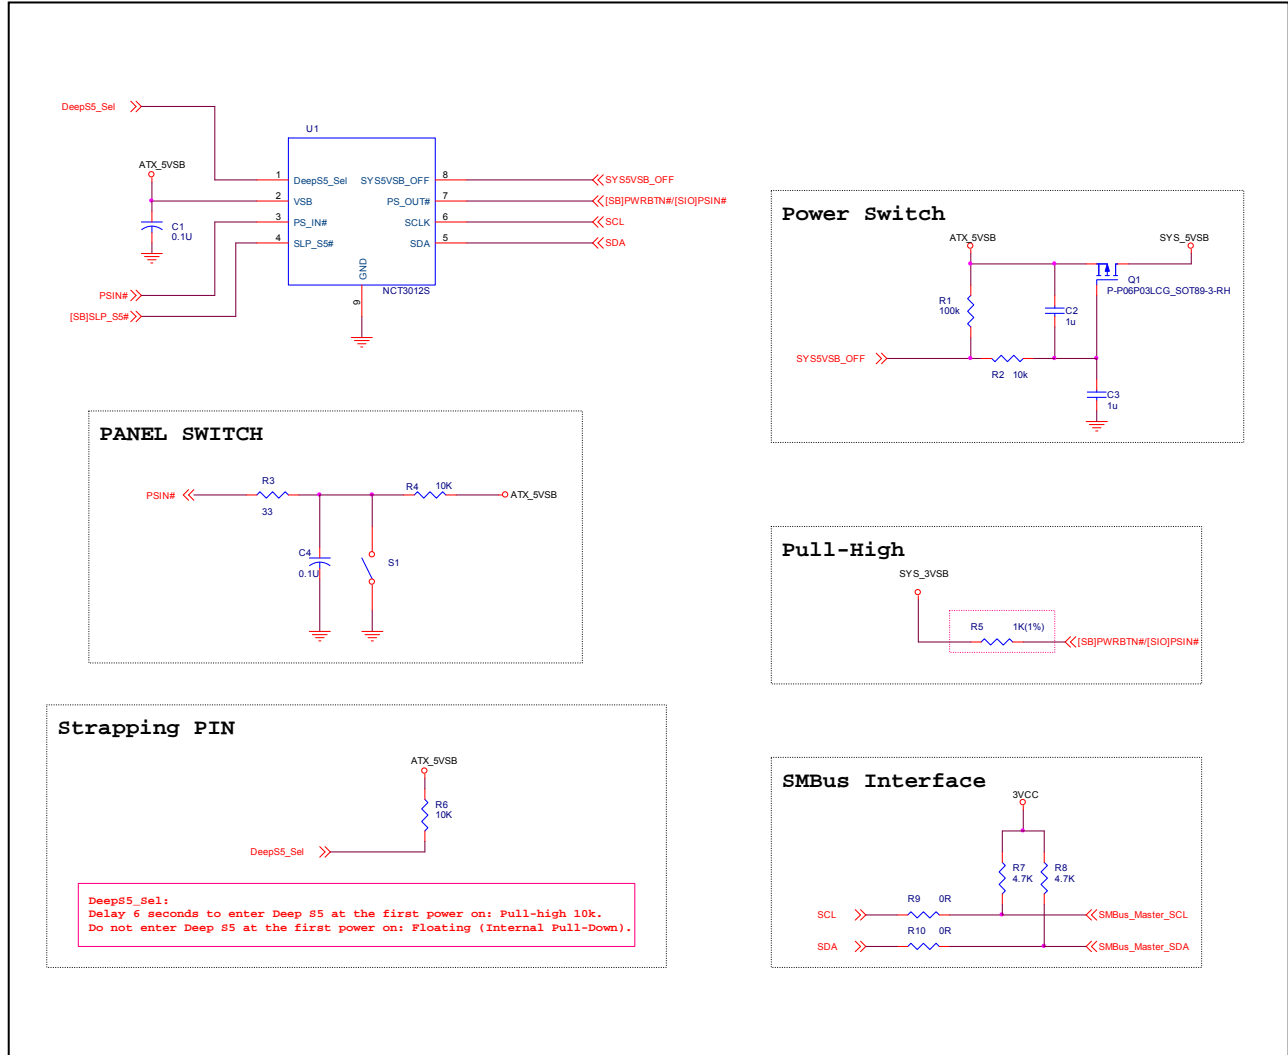 DeepS5_Sel
ATX_5VSB
C1
0.1U
PSIN#
[SB]SLP_S5#
U1
1 DeepS5_Sel SYS5VSB_OFF 8 SYS5VSB_OFF
2 VSB PS_OUT# 7 [SB]PWRBTN#/[SIO]PSIN#
3 PS_IN# SCLK 6 SCL
4 SLP_S5# SDA 5 SDA
GND
9
NCT3012S
Power Switch
ATX_5VSB SYS_5VSB
Q1
P-P06P03LCG_SOT89-3-RH
R1
100k
C2
1u
SYS5VSB_OFF
R2 10k
C3
1u
PANEL SWITCH
PSIN#
R3
33
R4 10K
ATX_5VSB
C4
0.1U
S1
Pull-High
SYS_3VSB
R5 1K(1%)
[SB]PWRBTN#/[SIO]PSIN#
Strapping PIN
ATX_5VSB
R6
10K
DeepS5_Sel
DeepS5_Sel:
Delay 6 seconds to enter Deep S5 at the first power on: Pull-high 10k.
Do not enter Deep S5 at the first power on: Floating (Internal Pull-Down).
SMBus Interface
3VCC
R7
4.7K
R8
4.7K
SCL R9 0R SMBus_Master_SCL
SDA R10 0R SMBus_Master_SDA